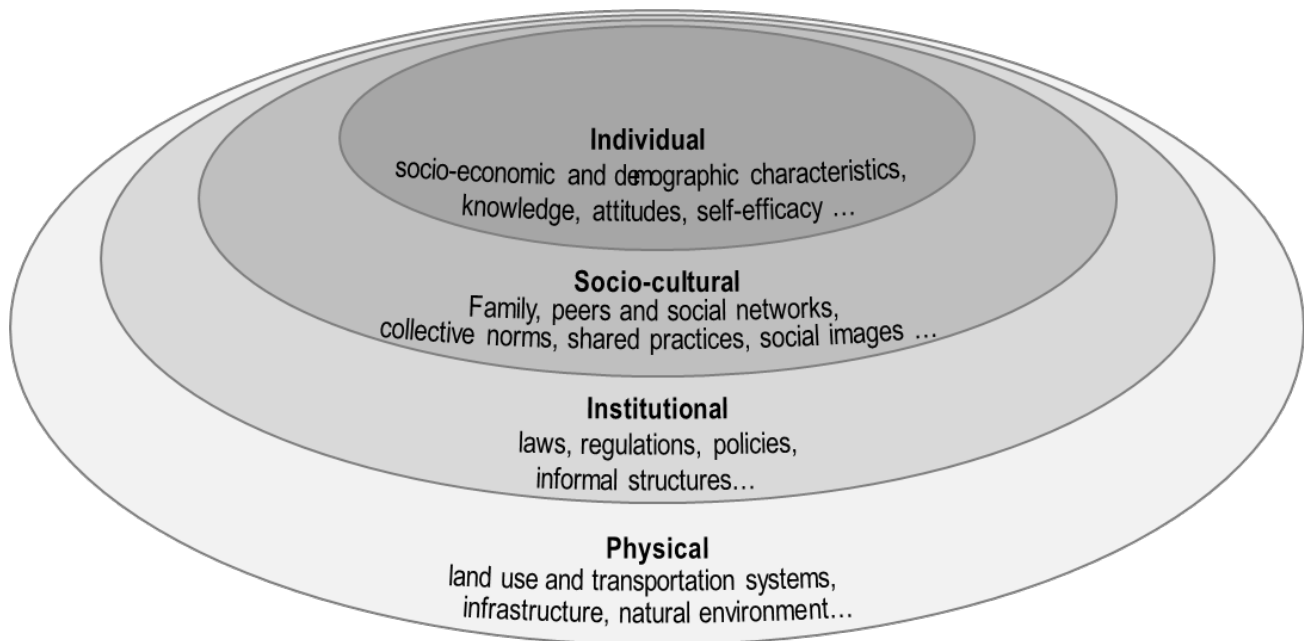 Individual
socio-economic and demographic characteristics,
knowledge, attitudes, self-efficacy …
Socio-cultural
Family, peers and social networks,
collective norms, shared practices, social images …
Institutional
laws, regulations, policies,
informal structures…
Physical
land use and transportation systems,
infrastructure, natural environment…